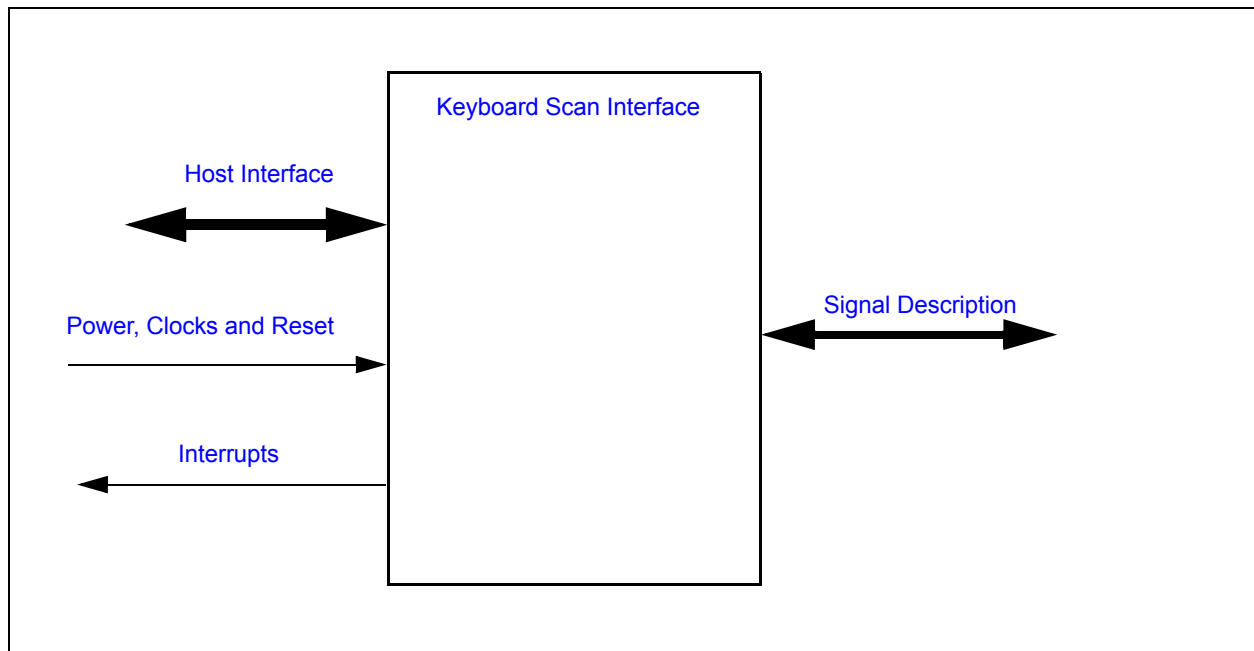 Keyboard Scan Interface
Host Interface
Signal Description
Power, Clocks and Reset
Interrupts